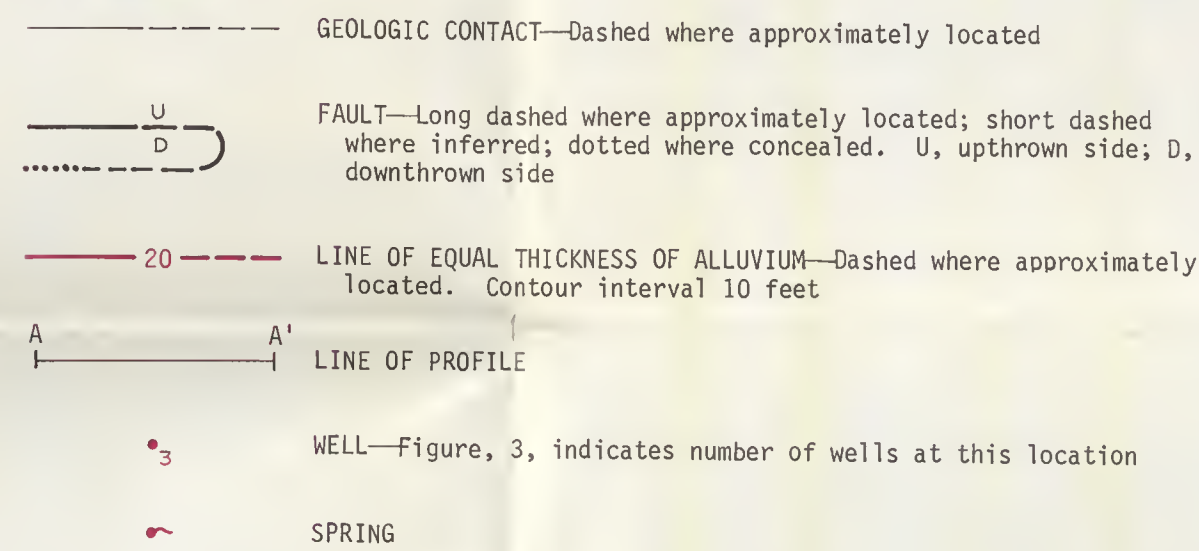 GEOLOGIC CONTACT—Dashed where approximately located
U
D
FAULT—Long dashed where approximately located; short dashed
where inferred; dotted where concealed. U, upthrown side; D,
downthrown side
20
LINE OF EQUAL THICKNESS OF ALLUVIUM—Dashed where approximately
located. Contour interval 10 feet
A A'
LINE OF PROFILE
3
WELL—Figure, 3, indicates number of wells at this location
SPRING